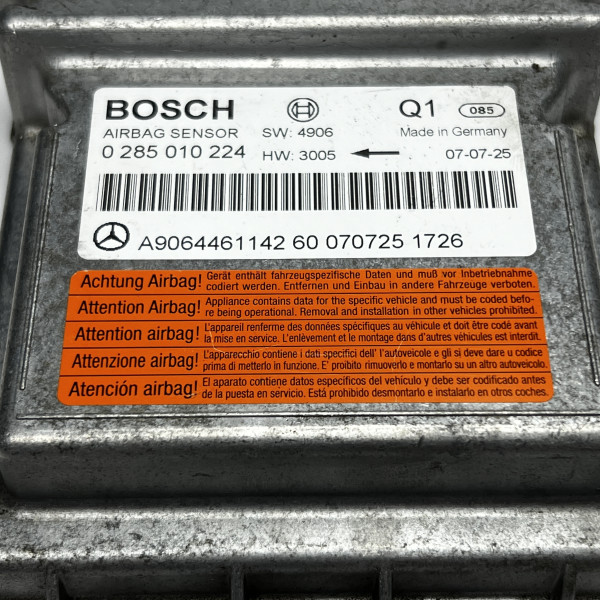 BOSCH Q1 085
AIRBAG SENSOR SW: 4906 Made in Germany
0 285 010 224 HW: 3005 07-07-25
A9064461142 60 070725 1726
Achtung Airbag! Gerät enthält fahrzeugspezifische Daten und muß vor Inbetriebnahme
codiert werden. Entfernen und Einbau in andere Fahrzeuge verboten.
Attention Airbag! Appliance contains data for the specific vehicle and must be coded befo-
re being operational. Removal and installation in other vehicles prohibited.
Attention airbag! L'appareil renferme des données spécifiques au véhicule et doit être codé avant
la mise en service. L'enlèvement et le montage dans d'autres véhicules est interdit.
Attenzione airbag! L'apparecchio contiene i dati specifici dell' l'autoveicolo e gli si deve dare u codice
prima di metterlo in funzione. E' proibito rimuoverlo e montarlo su un altro autoveicolo.
Atención airbag! El aparato contiene datos específicos del vehículo y debe ser codificado antes
de la puesta en servicio. Está prohibido desmontarlo e instalarlo en otros coches.